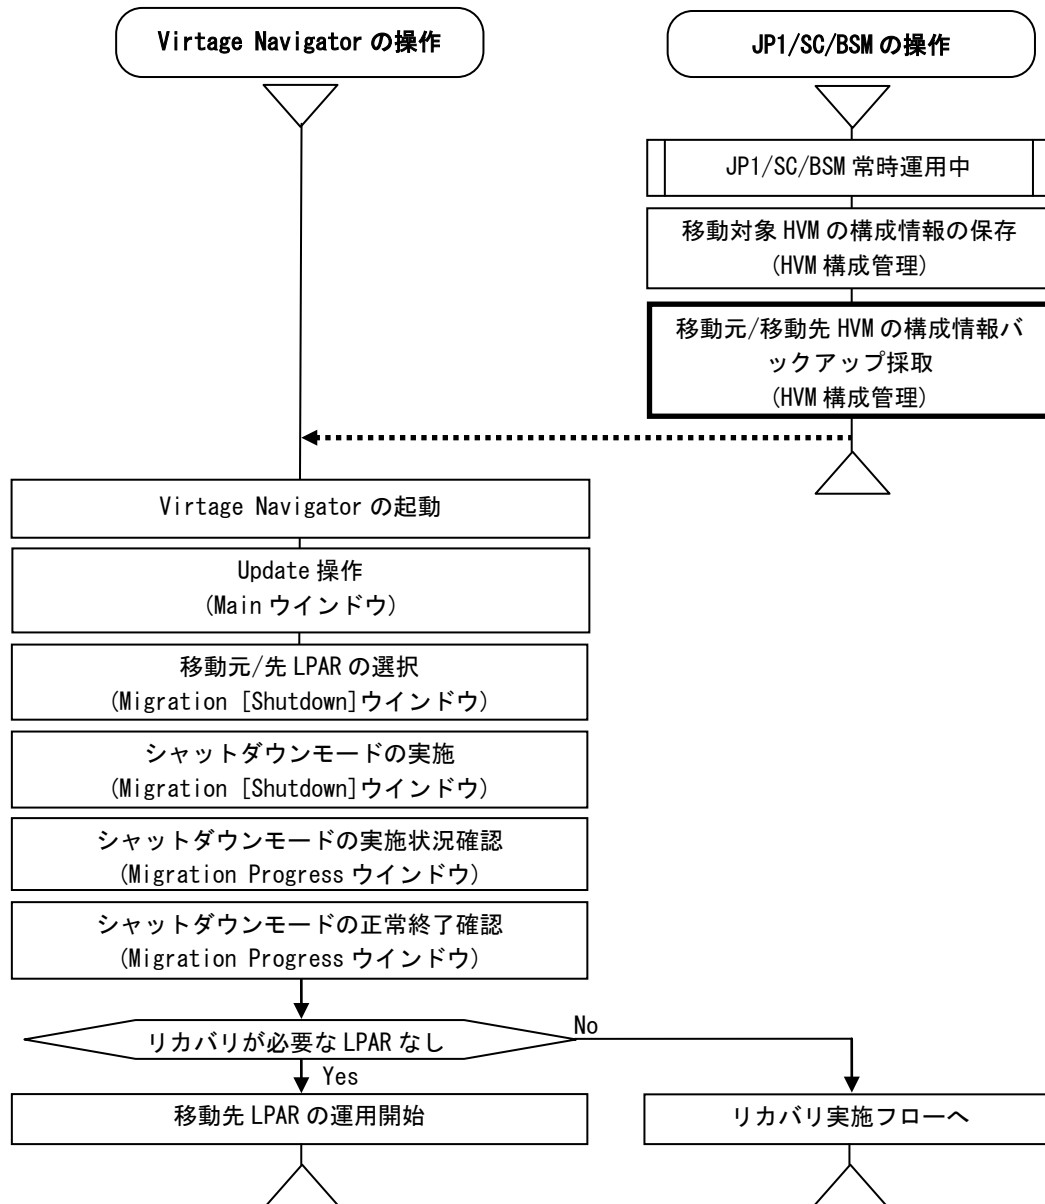 Virtage Navigator の操作
JP1/SC/BSM の操作
JP1/SC/BSM 常時運用中
移動対象 HVM の構成情報の保存
(HVM 構成管理)
移動元/移動先 HVM の構成情報バ
ックアップ採取
(HVM 構成管理)
Virtage Navigator の起動
Update 操作
(Main ウインドウ)
移動元/先 LPAR の選択
(Migration [Shutdown]ウインドウ)
シャットダウンモードの実施
(Migration [Shutdown]ウインドウ)
シャットダウンモードの実施状況確認
(Migration Progress ウインドウ)
シャットダウンモードの正常終了確認
(Migration Progress ウインドウ)
リカバリが必要な LPAR なし
No
Yes
移動先 LPAR の運用開始
リカバリ実施フローへ